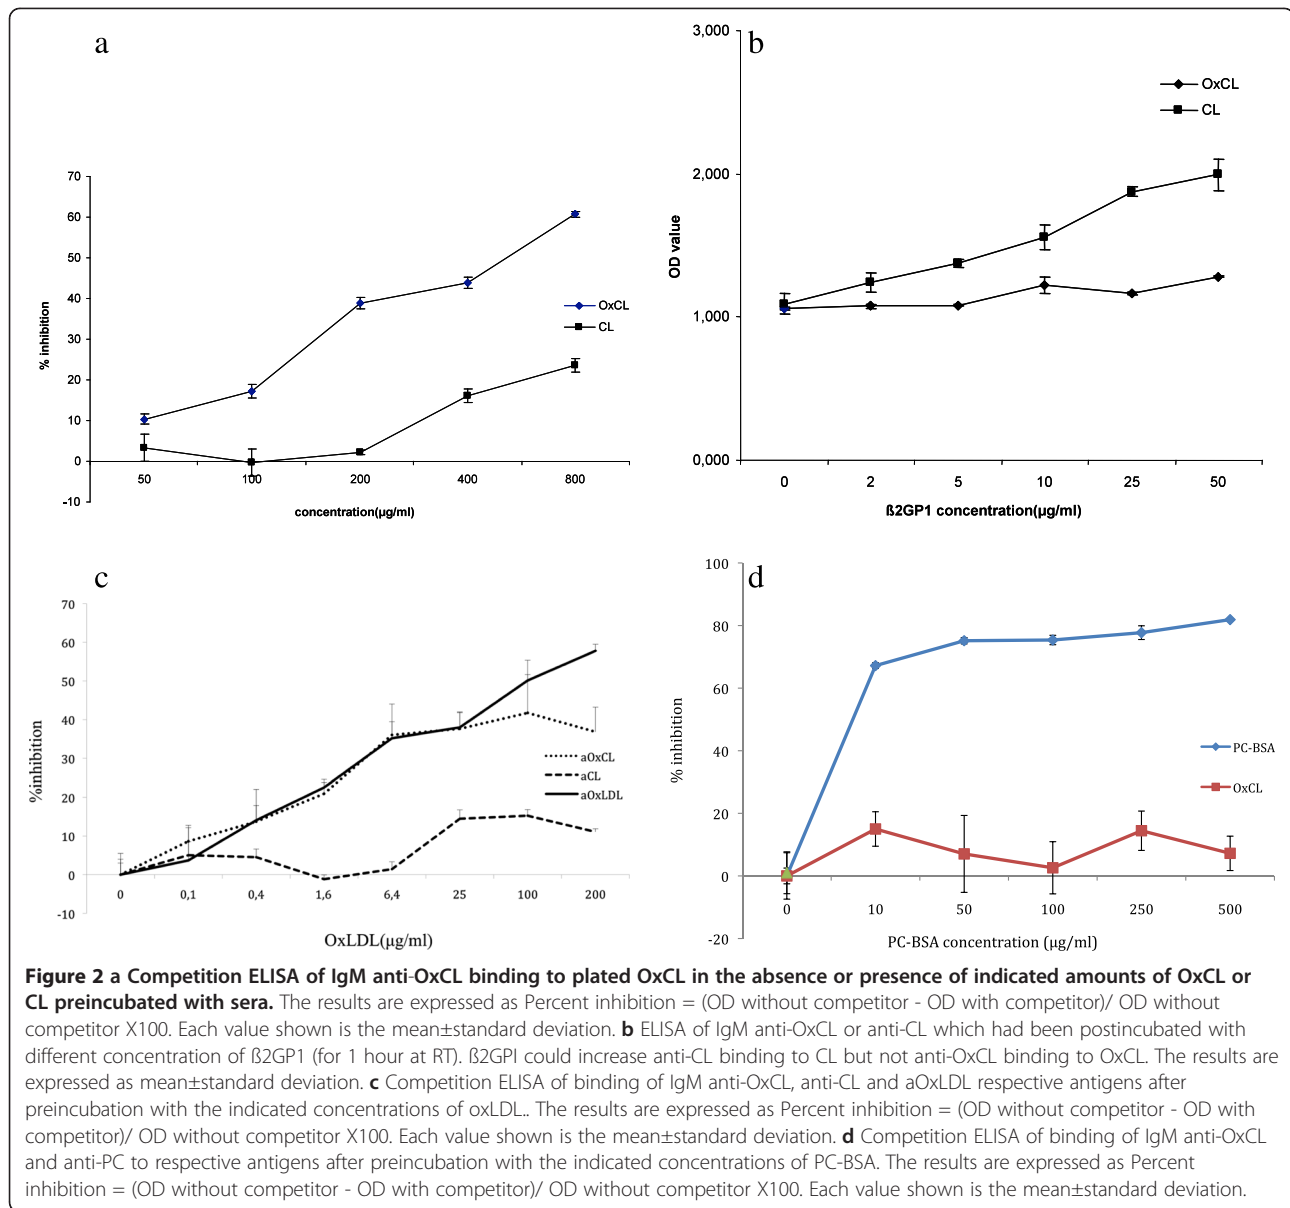 a
70
60
50
40
30
20
10
0
-10
% inhibition
50
100
200
400
800
concentration(µg/ml)
OxCL
CL
b
3,000
2,000
1,000
0,000
OD value
0
2
5
10
25
50
ß2GP1 concentration(µg/ml)
OxCL
CL
c
70
60
50
40
30
20
10
0
-10
%inhibition
0
0,1
0,4
1,6
6,4
25
100
200
OxLDL(µg/ml)
aOxCL
aCL
aOxLDL
d
100
80
60
40
20
0
-20
% inhibition
0
10
50
100
250
500
PC-BSA concentration (µg/ml)
PC-BSA
OxCL
Figure 2 a Competition ELISA of IgM anti-OxCL binding to plated OxCL in the absence or presence of indicated amounts of OxCL or
CL preincubated with sera. The results are expressed as Percent inhibition = (OD without competitor - OD with competitor)/ OD without
competitor X100. Each value shown is the mean±standard deviation. b ELISA of IgM anti-OxCL or anti-CL which had been postincubated with
different concentration of ß2GP1 (for 1 hour at RT). ß2GPI could increase anti-CL binding to CL but not anti-OxCL binding to OxCL. The results are
expressed as mean±standard deviation. c Competition ELISA of binding of IgM anti-OxCL, anti-CL and aOxLDL respective antigens after
preincubation with the indicated concentrations of oxLDL.. The results are expressed as Percent inhibition = (OD without competitor - OD with
competitor)/ OD without competitor X100. Each value shown is the mean±standard deviation. d Competition ELISA of binding of IgM anti-OxCL
and anti-PC to respective antigens after preincubation with the indicated concentrations of PC-BSA. The results are expressed as Percent
inhibition = (OD without competitor - OD with competitor)/ OD without competitor X100. Each value shown is the mean±standard deviation.